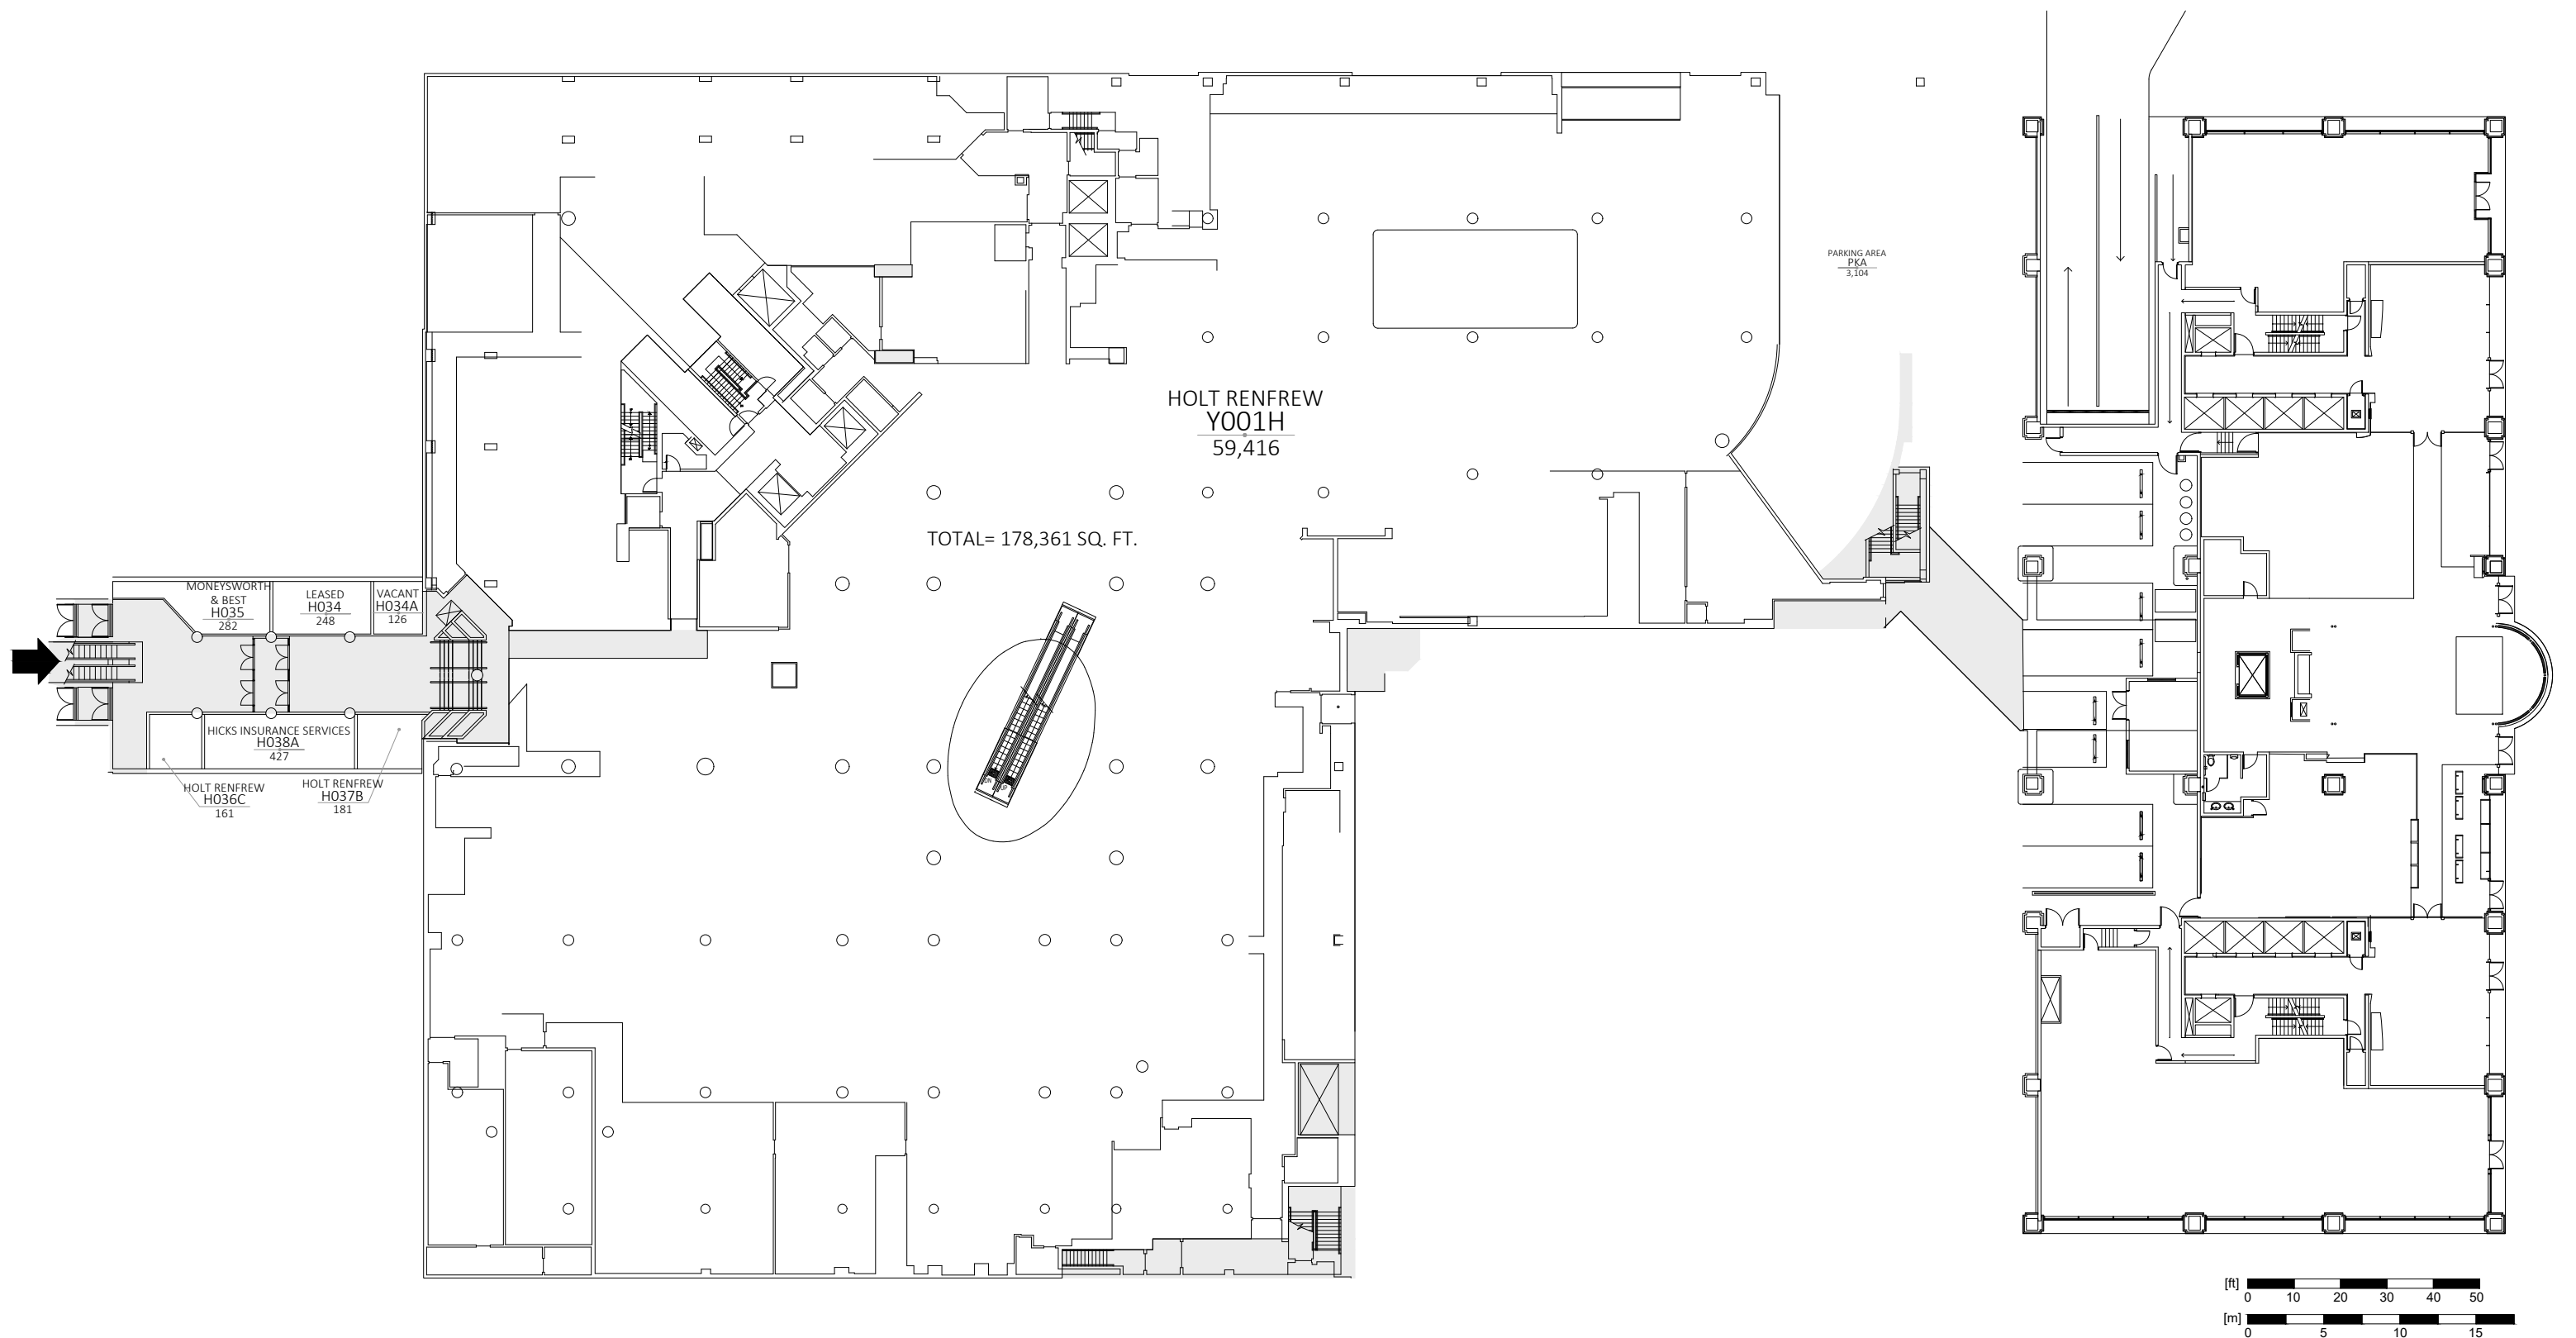 PARKING AREA
PKA
3,104
HOLT RENFREW
Y001H
59,416
TOTAL= 178,361 SQ. FT.
MONEYSWORTH
& BEST
H035
282
LEASED
H034
248
VACANT
H034A
126
HICKS INSURANCE SERVICES
H038A
427
HOLT RENFREW
H036C
161
HOLT RENFREW
H037B
181
[ft]
0 10 20 30 40 50
[m]
0 5 10 15